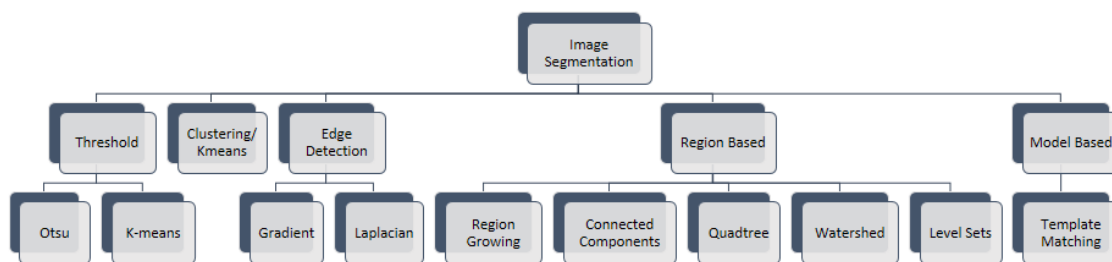 Image
Segmentation
Threshold
Clustering/
Kmeans
Edge
Detection
Region Based
Model Based
Otsu
K-means
Gradient
Laplacian
Region
Growing
Connected
Components
Quadtree
Watershed
Level Sets
Template
Matching